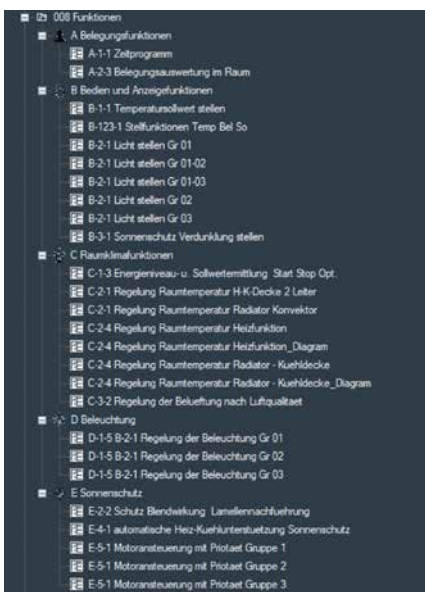 008 Funktionen
A Belegungsfunktionen
A-1-1 Zeitprogramm
A-2-3 Belegungsauswertung im Raum
B Bedien und Anzeigefunktionen
B-1-1 Temperatursollwert stellen
B-123-1 Stellfunktionen Temp Bel So
B-2-1 Licht stellen Gr 01
B-2-1 Licht stellen Gr 01-02
B-2-1 Licht stellen Gr 01-03
B-2-1 Licht stellen Gr 02
B-2-1 Licht stellen Gr 03
B-3-1 Sonnenschutz Verdunklung stellen
C Raumklimafunktionen
C-1-3 Energieniveau- u. Sollwertermittlung Start Stop Opt.
C-2-1 Regelung Raumtemperatur H-K-Decke 2 Leiter
C-2-1 Regelung Raumtemperatur Radiator Konvektor
C-2-4 Regelung Raumtemperatur Heizfunktion
C-2-4 Regelung Raumtemperatur Heizfunktion_Diagram
C-2-4 Regelung Raumtemperatur Radiator - Kuehldecke
C-2-4 Regelung Raumtemperatur Radiator - Kuehldecke_Diagram
C-3-2 Regelung der Belueftung nach Luftqualitaet
D Beleuchtung
D-1-5 B-2-1 Regelung der Beleuchtung Gr 01
D-1-5 B-2-1 Regelung der Beleuchtung Gr 02
D-1-5 B-2-1 Regelung der Beleuchtung Gr 03
E Sonnenschutz
E-2-2 Schutz Blendwirkung Lamellennachfuehrung
E-4-1 automatische Heiz-Kuehlunterstuetzung Sonnenschutz
E-5-1 Motoransteuerung mit Priotaet Gruppe 1
E-5-1 Motoransteuerung mit Priotaet Gruppe 2
E-5-1 Motoransteuerung mit Priotaet Gruppe 3